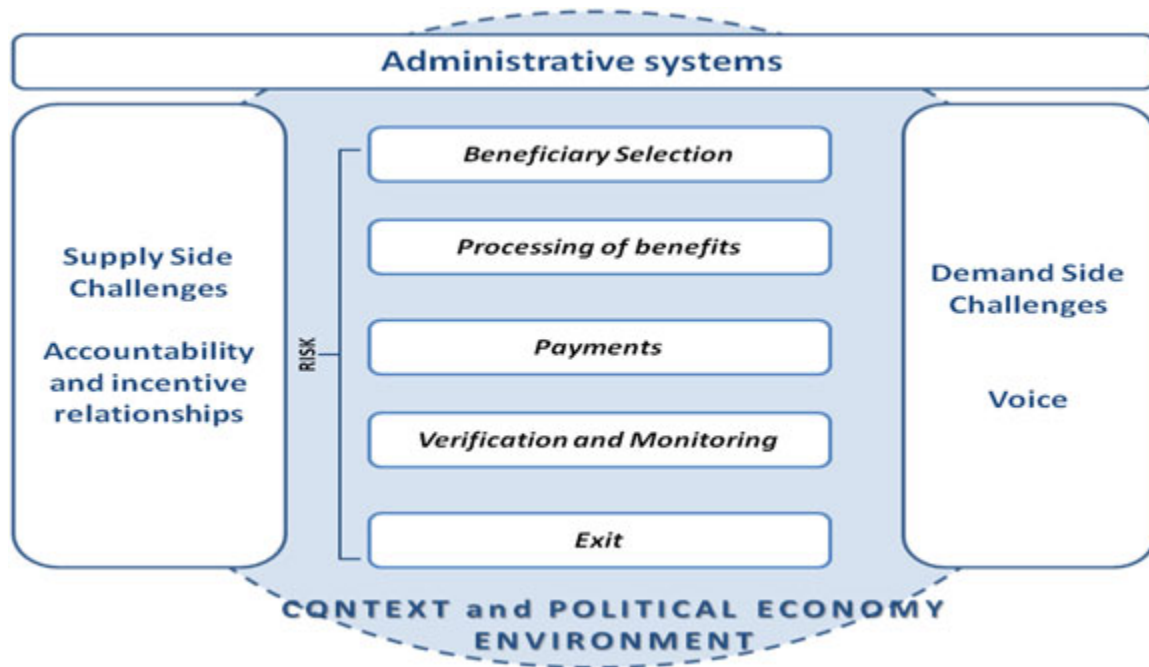 Administrative systems
Supply Side
Challenges
Accountability
and incentive
relationships
RISK
Beneficiary Selection
Processing of benefits
Payments
Verification and Monitoring
Exit
Demand Side
Challenges
Voice
CONTEXT and POLITICAL ECONOMY
ENVIRONMENT